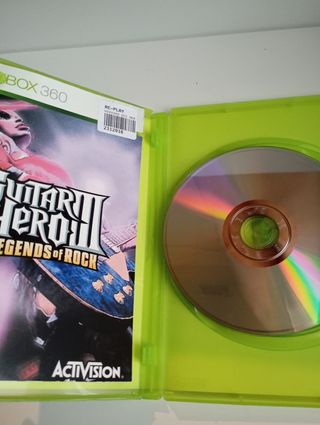 XBOX 360
RE-PLAY
2312016
GUITAR
HERO III
LEGENDS of ROCK
ACTIVISION